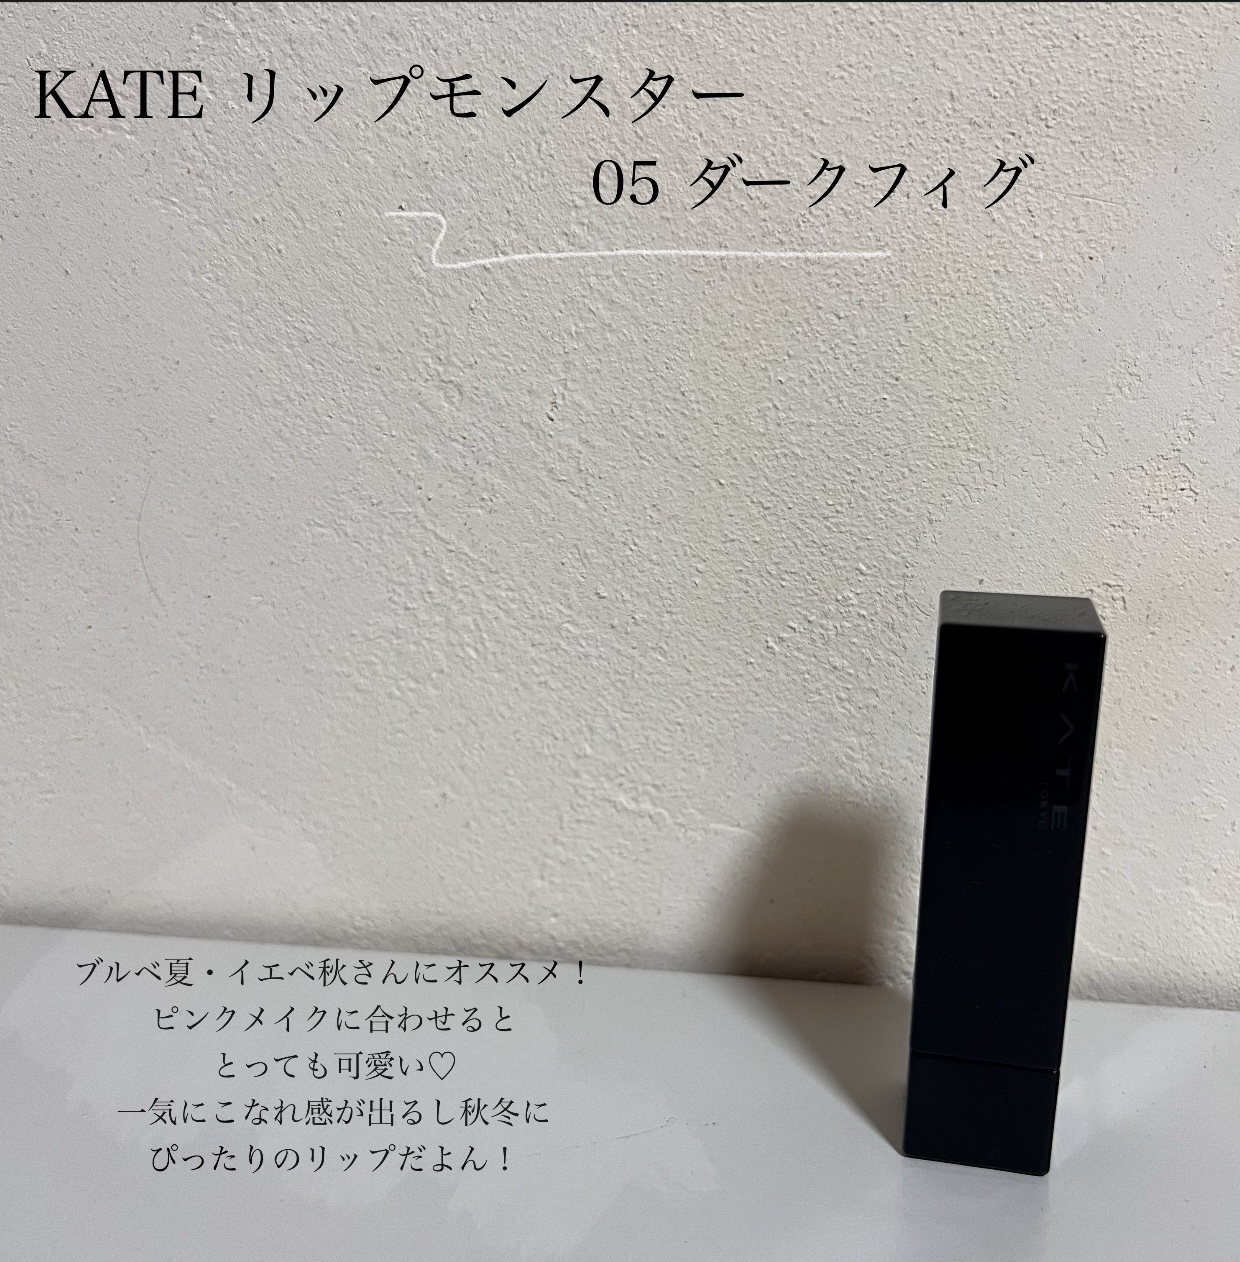 KATE リップモンスター
05 ダークフィグ
KATE
TOKYO
ブルベ夏・イエベ秋さんにオススメ！
ピンクメイクに合わせると
とっても可愛い♡
一気にこなれ感が出るし秋冬に
ぴったりのリップだよん！